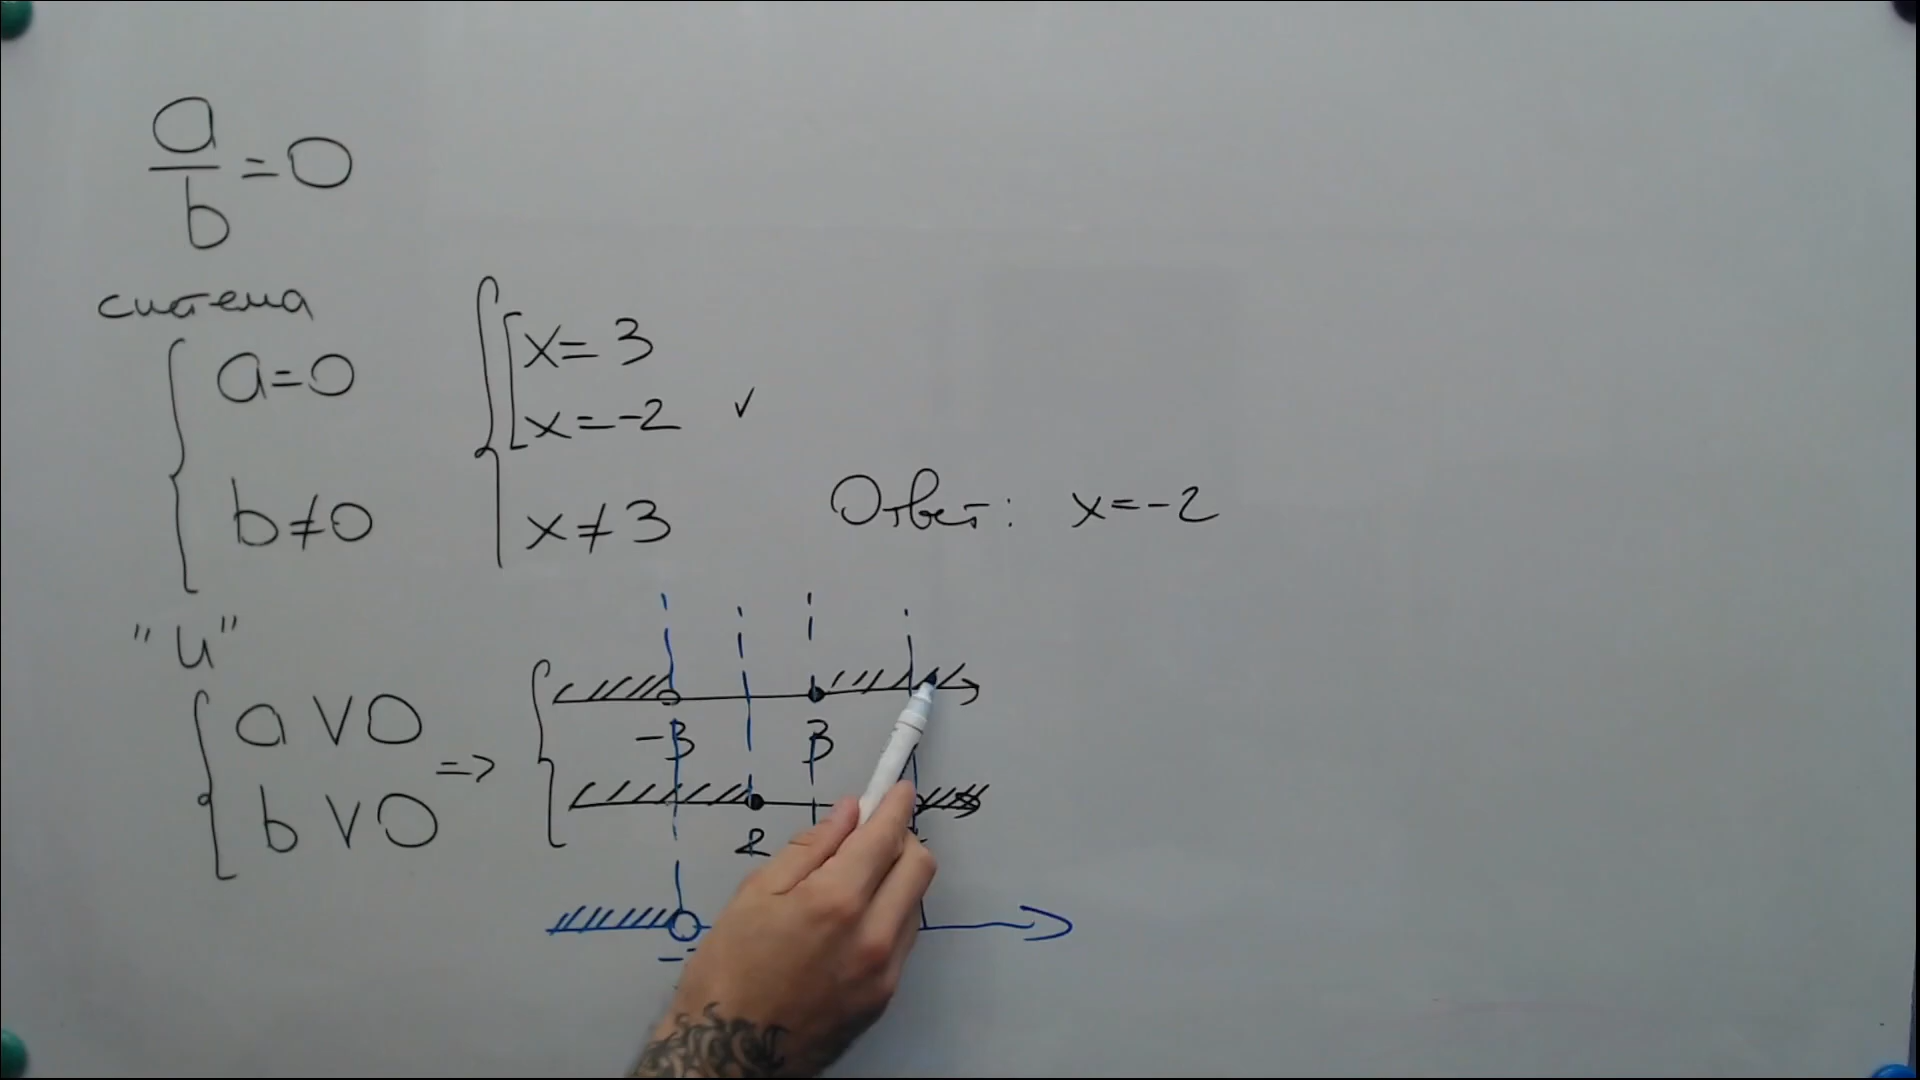 a/b = 0
система
{ a = 0
b ≠ 0
{ [ x = 3
x = -2 ✓
x ≠ 3
Ответ: x = -2
"и"
{ a ∨ 0
b ∨ 0
=>
-3 3
2